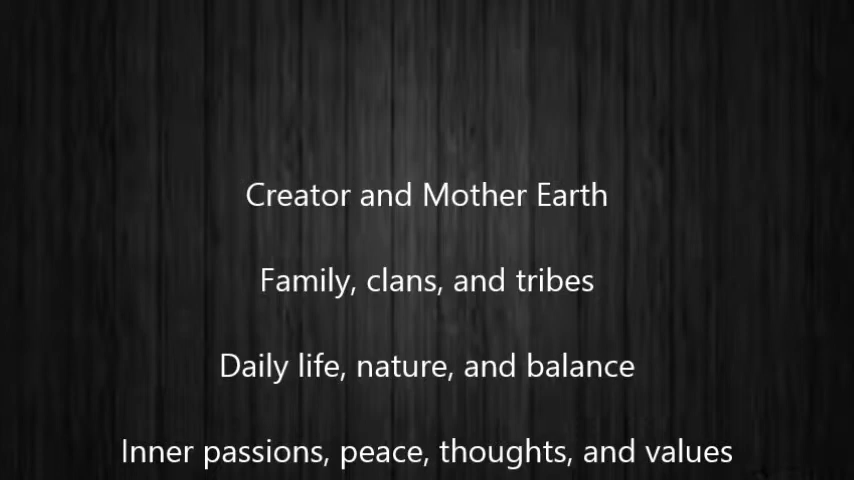 Creator and Mother Earth
Family, clans, and tribes
Daily life, nature, and balance
Inner passions, peace, thoughts, and values